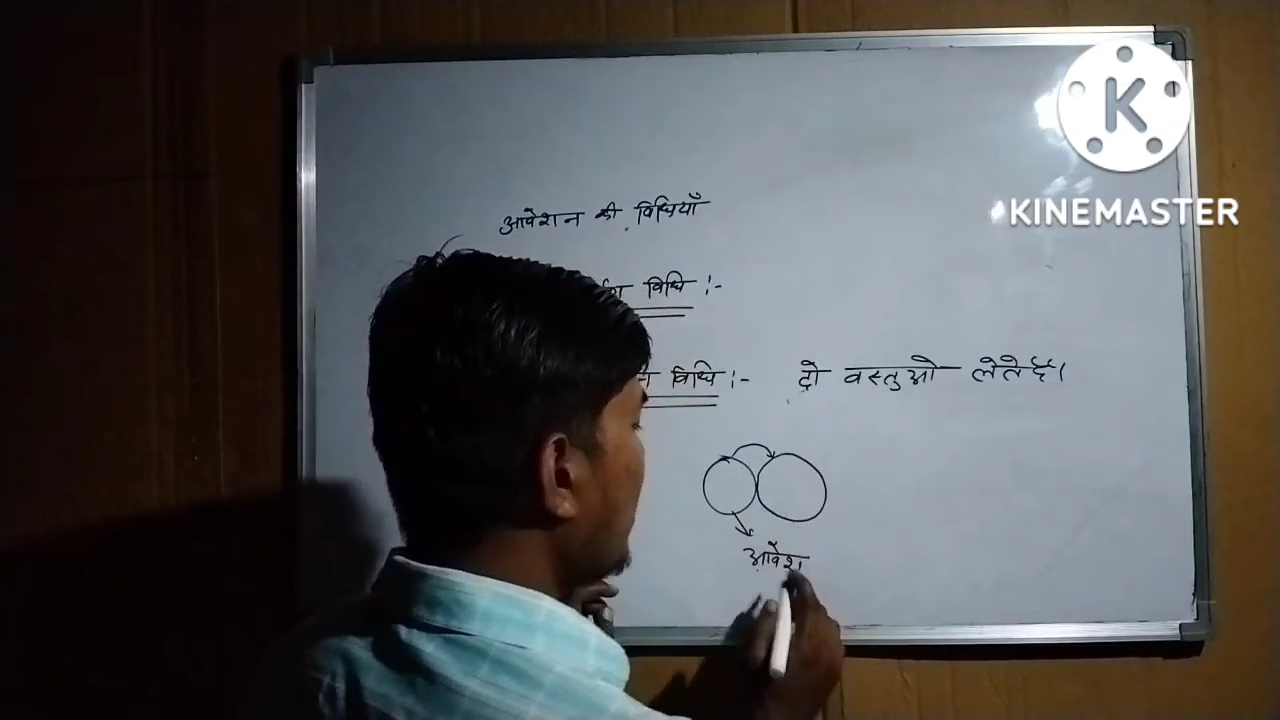 आवेशन की विधियाँ
विधि :-
विधि :- दो वस्तुओ लेते है।
आवेश
K
KINEMASTER